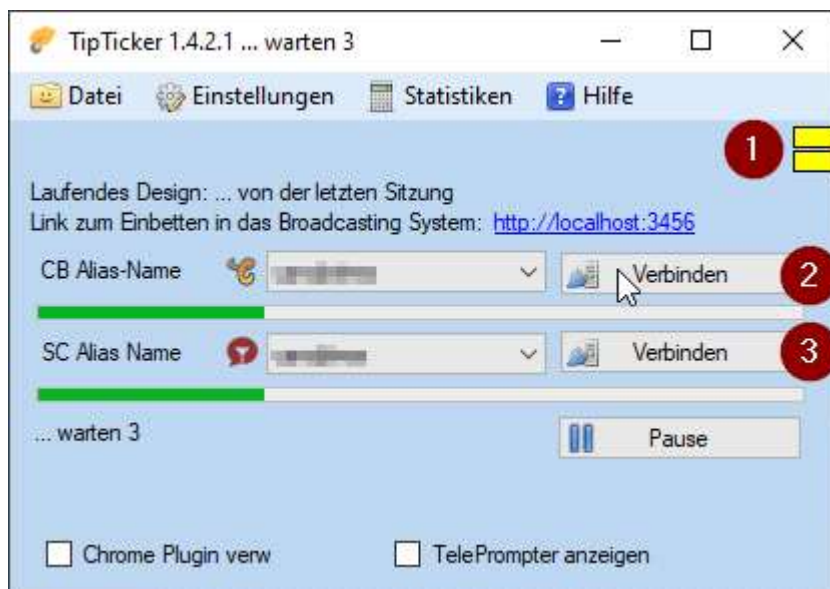 TipTicker 1.4.2.1 ... warten 3
Datei Einstellungen Statistiken Hilfe
1
Laufendes Design: ... von der letzten Sitzung
Link zum Einbetten in das Broadcasting System: http://localhost:3456
CB Alias-Name Verbinden 2
SC Alias Name Verbinden 3
... warten 3 Pause
Chrome Plugin verw TelePrompter anzeigen